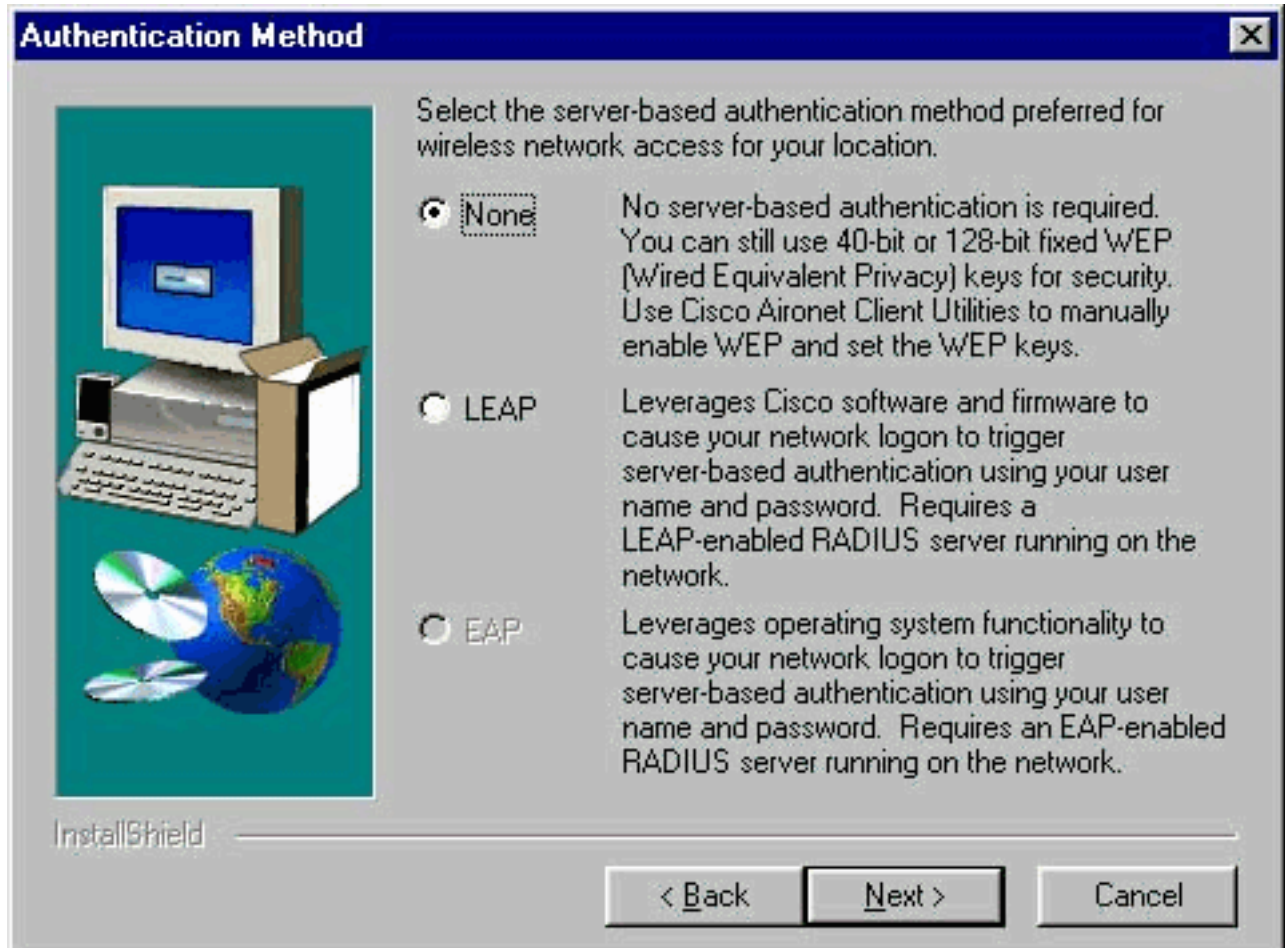 Authentication Method
Select the server-based authentication method preferred for
wireless network access for your location.
None
No server-based authentication is required.
You can still use 40-bit or 128-bit fixed WEP
(Wired Equivalent Privacy) keys for security.
Use Cisco Aironet Client Utilities to manually
enable WEP and set the WEP keys.
LEAP
Leverages Cisco software and firmware to
cause your network logon to trigger
server-based authentication using your user
name and password.  Requires a
LEAP-enabled RADIUS server running on the
network.
EAP
Leverages operating system functionality to
cause your network logon to trigger
server-based authentication using your user
name and password.  Requires an EAP-enabled
RADIUS server running on the network.
InstallShield
< Back
Next >
Cancel